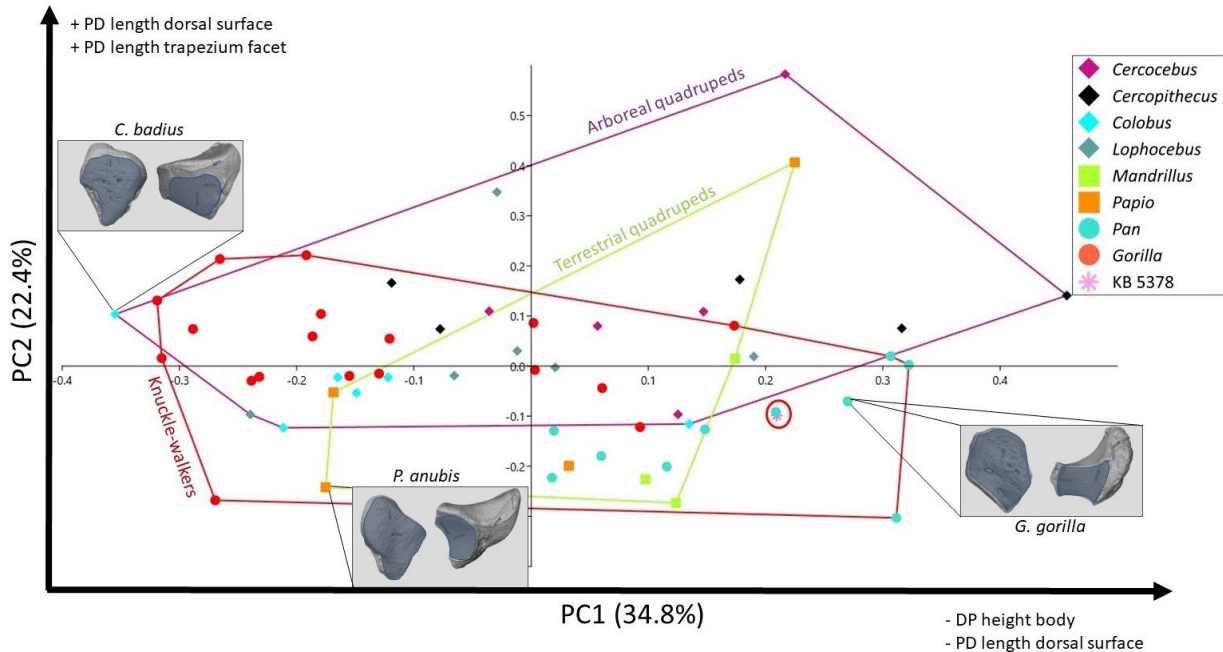 + PD length dorsal surface
+ PD length trapezium facet
Cercocebus
Cercopithecus
Colobus
Lophocebus
Mandrillus
Papio
Pan
Gorilla
KB 5378
Arboreal quadrupeds
Terrestrial quadrupeds
Knuckle-walkers
C. badius
P. anubis
G. gorilla
0.5
0.4
0.3
0.2
0.1
0.0
-0.1
-0.2
-0.4
-0.3
-0.2
-0.1
0.1
0.2
0.3
0.4
PC2 (22.4%)
PC1 (34.8%)
- DP height body
- PD length dorsal surface